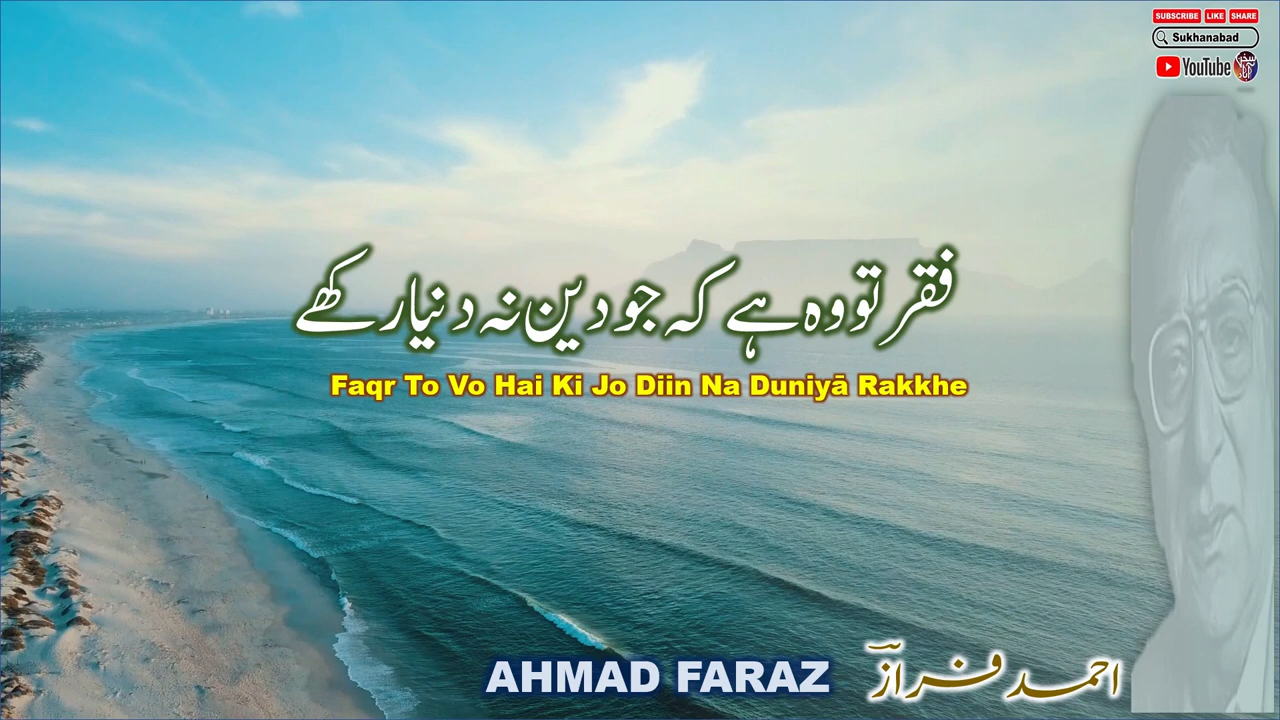 SUBSCRIBE LIKE SHARE
Sukhanabad
YouTube
فقر تو وہ ہے کہ جو دین نہ دنیا رکھے
Faqr To Vo Hai Ki Jo Diin Na Duniyā Rakkhe
AHMAD FARAZ احمد فراز